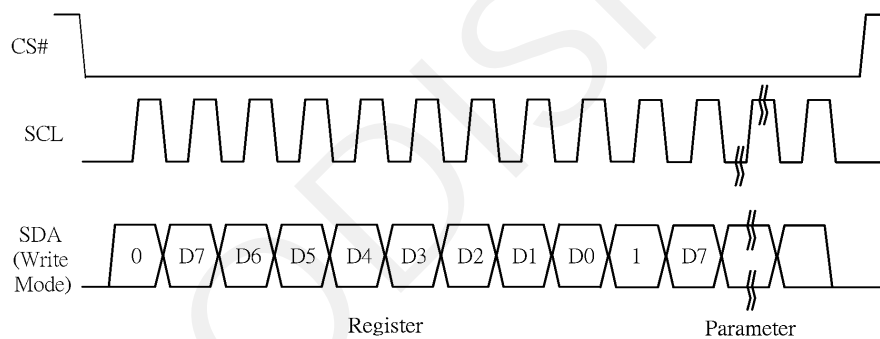 CS#
SCL
SDA
(Write
Mode)
0 D7 D6 D5 D4 D3 D2 D1 D0 1 D7
Register Parameter